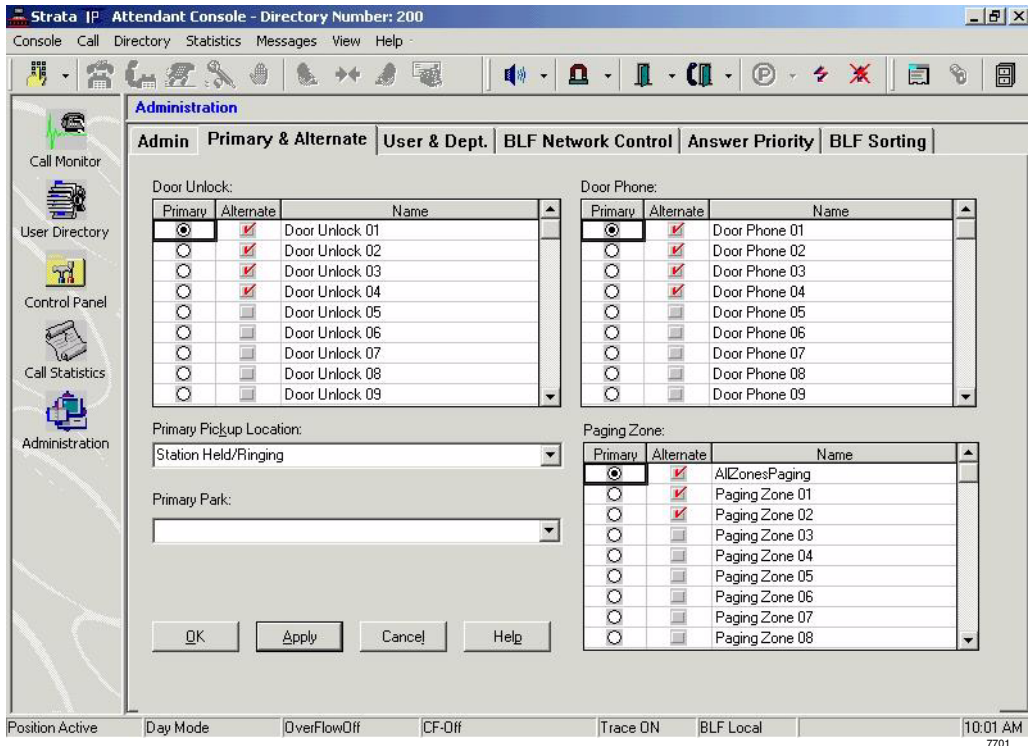 Strata IP Attendant Console - Directory Number: 200
Console Call Directory Statistics Messages View Help
Administration
Admin Primary & Alternate User & Dept. BLF Network Control Answer Priority BLF Sorting
Call Monitor
User Directory
Control Panel
Call Statistics
Administration
Door Unlock:
Primary Alternate Name
Door Unlock 01
Door Unlock 02
Door Unlock 03
Door Unlock 04
Door Unlock 05
Door Unlock 06
Door Unlock 07
Door Unlock 08
Door Unlock 09
Door Phone:
Primary Alternate Name
Door Phone 01
Door Phone 02
Door Phone 03
Door Phone 04
Door Phone 05
Door Phone 06
Door Phone 07
Door Phone 08
Door Phone 09
Primary Pickup Location:
Station Held/Ringing
Primary Park:
Paging Zone:
Primary Alternate Name
AllZonesPaging
Paging Zone 01
Paging Zone 02
Paging Zone 03
Paging Zone 04
Paging Zone 05
Paging Zone 06
Paging Zone 07
Paging Zone 08
OK Apply Cancel Help
Position Active Day Mode OverFlowOff CF-Off Trace ON BLF Local 10:01 AM
7701